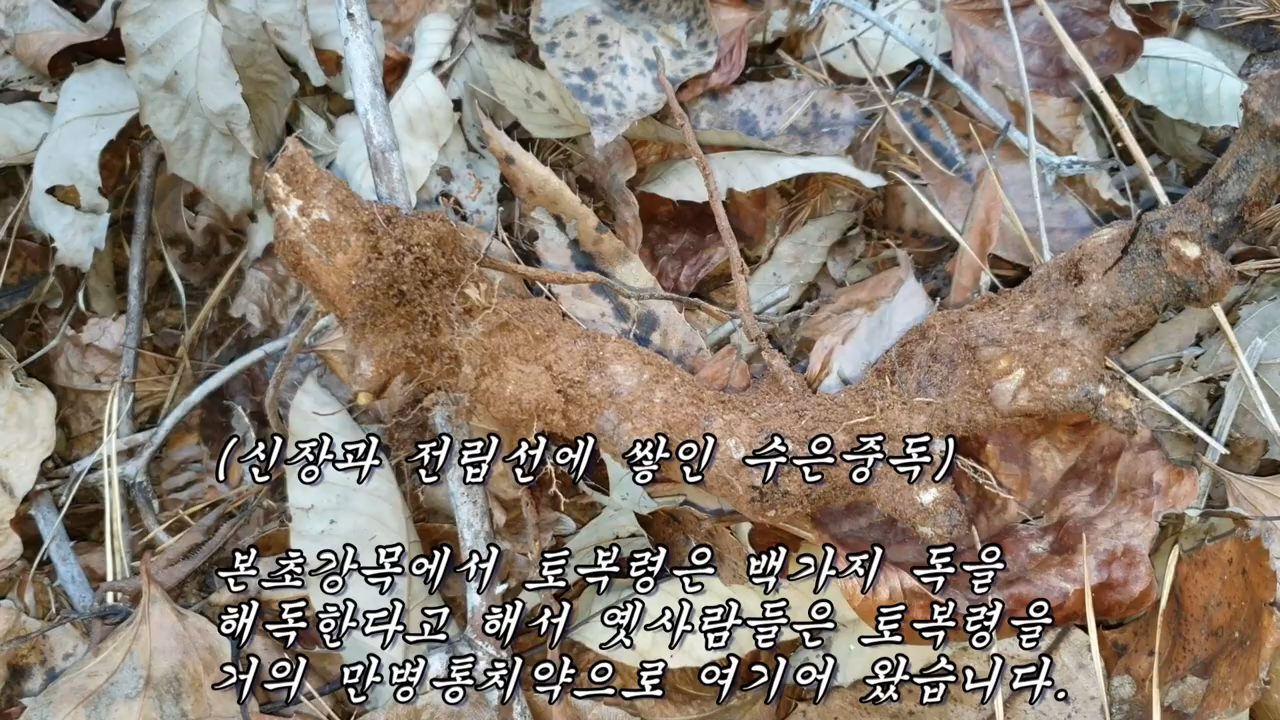 (신장과 전립선에 쌓인 수은중독)
본초강목에서 토복령은 백가지 독을
해독한다고 해서 옛사람들은 토복령을
거의 만병통치약으로 여기어 왔습니다.